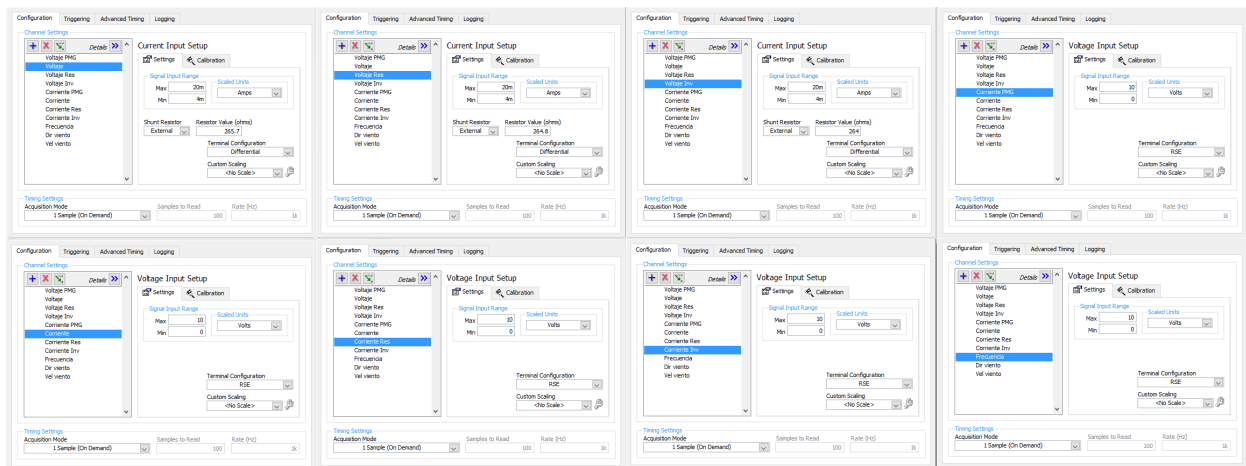 Configuration Triggering Advanced Timing Logging
Channel Settings
Details
Voltaje PMG
Voltaje
Voltaje Res
Voltaje Inv
Corriente PMG
Corriente
Corriente Res
Corriente Inv
Frecuencia
Dir viento
Vel viento
Current Input Setup
Settings Calibration
Signal Input Range
Max 20m
Min 4m
Scaled Units
Amps
Shunt Resistor Resistor Value (ohms)
External 265.7
Terminal Configuration
Differential
Custom Scaling
<No Scale>
Timing Settings
Acquisition Mode Samples to Read Rate (Hz)
1 Sample (On Demand) 100 1k
Configuration Triggering Advanced Timing Logging
Channel Settings
Details
Voltaje PMG
Voltaje
Voltaje Res
Voltaje Inv
Corriente PMG
Corriente
Corriente Res
Corriente Inv
Frecuencia
Dir viento
Vel viento
Current Input Setup
Settings Calibration
Signal Input Range
Max 20m
Min 4m
Scaled Units
Amps
Shunt Resistor Resistor Value (ohms)
External 264.8
Terminal Configuration
Differential
Custom Scaling
<No Scale>
Timing Settings
Acquisition Mode Samples to Read Rate (Hz)
1 Sample (On Demand) 100 1k
Configuration Triggering Advanced Timing Logging
Channel Settings
Details
Voltaje PMG
Voltaje
Voltaje Res
Voltaje Inv
Corriente PMG
Corriente
Corriente Res
Corriente Inv
Frecuencia
Dir viento
Vel viento
Current Input Setup
Settings Calibration
Signal Input Range
Max 20m
Min 4m
Scaled Units
Amps
Shunt Resistor Resistor Value (ohms)
External 264
Terminal Configuration
Differential
Custom Scaling
<No Scale>
Timing Settings
Acquisition Mode Samples to Read Rate (Hz)
1 Sample (On Demand) 100 1k
Configuration Triggering Advanced Timing Logging
Channel Settings
Details
Voltaje PMG
Voltaje
Voltaje Res
Voltaje Inv
Corriente PMG
Corriente
Corriente Res
Corriente Inv
Frecuencia
Dir viento
Vel viento
Voltage Input Setup
Settings Calibration
Signal Input Range
Max 10
Min 0
Scaled Units
Volts
Terminal Configuration
RSE
Custom Scaling
<No Scale>
Timing Settings
Acquisition Mode Samples to Read Rate (Hz)
1 Sample (On Demand) 100 1k
Configuration Triggering Advanced Timing Logging
Channel Settings
Details
Voltaje PMG
Voltaje
Voltaje Res
Voltaje Inv
Corriente PMG
Corriente
Corriente Res
Corriente Inv
Frecuencia
Dir viento
Vel viento
Voltage Input Setup
Settings Calibration
Signal Input Range
Max 10
Min 0
Scaled Units
Volts
Terminal Configuration
RSE
Custom Scaling
<No Scale>
Timing Settings
Acquisition Mode Samples to Read Rate (Hz)
1 Sample (On Demand) 100 1k
Configuration Triggering Advanced Timing Logging
Channel Settings
Details
Voltaje PMG
Voltaje
Voltaje Res
Voltaje Inv
Corriente PMG
Corriente
Corriente Res
Corriente Inv
Frecuencia
Dir viento
Vel viento
Voltage Input Setup
Settings Calibration
Signal Input Range
Max 10
Min 0
Scaled Units
Volts
Terminal Configuration
RSE
Custom Scaling
<No Scale>
Timing Settings
Acquisition Mode Samples to Read Rate (Hz)
1 Sample (On Demand) 100 1k
Configuration Triggering Advanced Timing Logging
Channel Settings
Details
Voltaje PMG
Voltaje
Voltaje Res
Voltaje Inv
Corriente PMG
Corriente
Corriente Res
Corriente Inv
Frecuencia
Dir viento
Vel viento
Voltage Input Setup
Settings Calibration
Signal Input Range
Max 10
Min 0
Scaled Units
Volts
Terminal Configuration
RSE
Custom Scaling
<No Scale>
Timing Settings
Acquisition Mode Samples to Read Rate (Hz)
1 Sample (On Demand) 100 1k
Configuration Triggering Advanced Timing Logging
Channel Settings
Details
Voltaje PMG
Voltaje
Voltaje Res
Voltaje Inv
Corriente PMG
Corriente
Corriente Res
Corriente Inv
Frecuencia
Dir viento
Vel viento
Voltage Input Setup
Settings Calibration
Signal Input Range
Max 10
Min 0
Scaled Units
Volts
Terminal Configuration
RSE
Custom Scaling
<No Scale>
Timing Settings
Acquisition Mode Samples to Read Rate (Hz)
1 Sample (On Demand) 100 1k